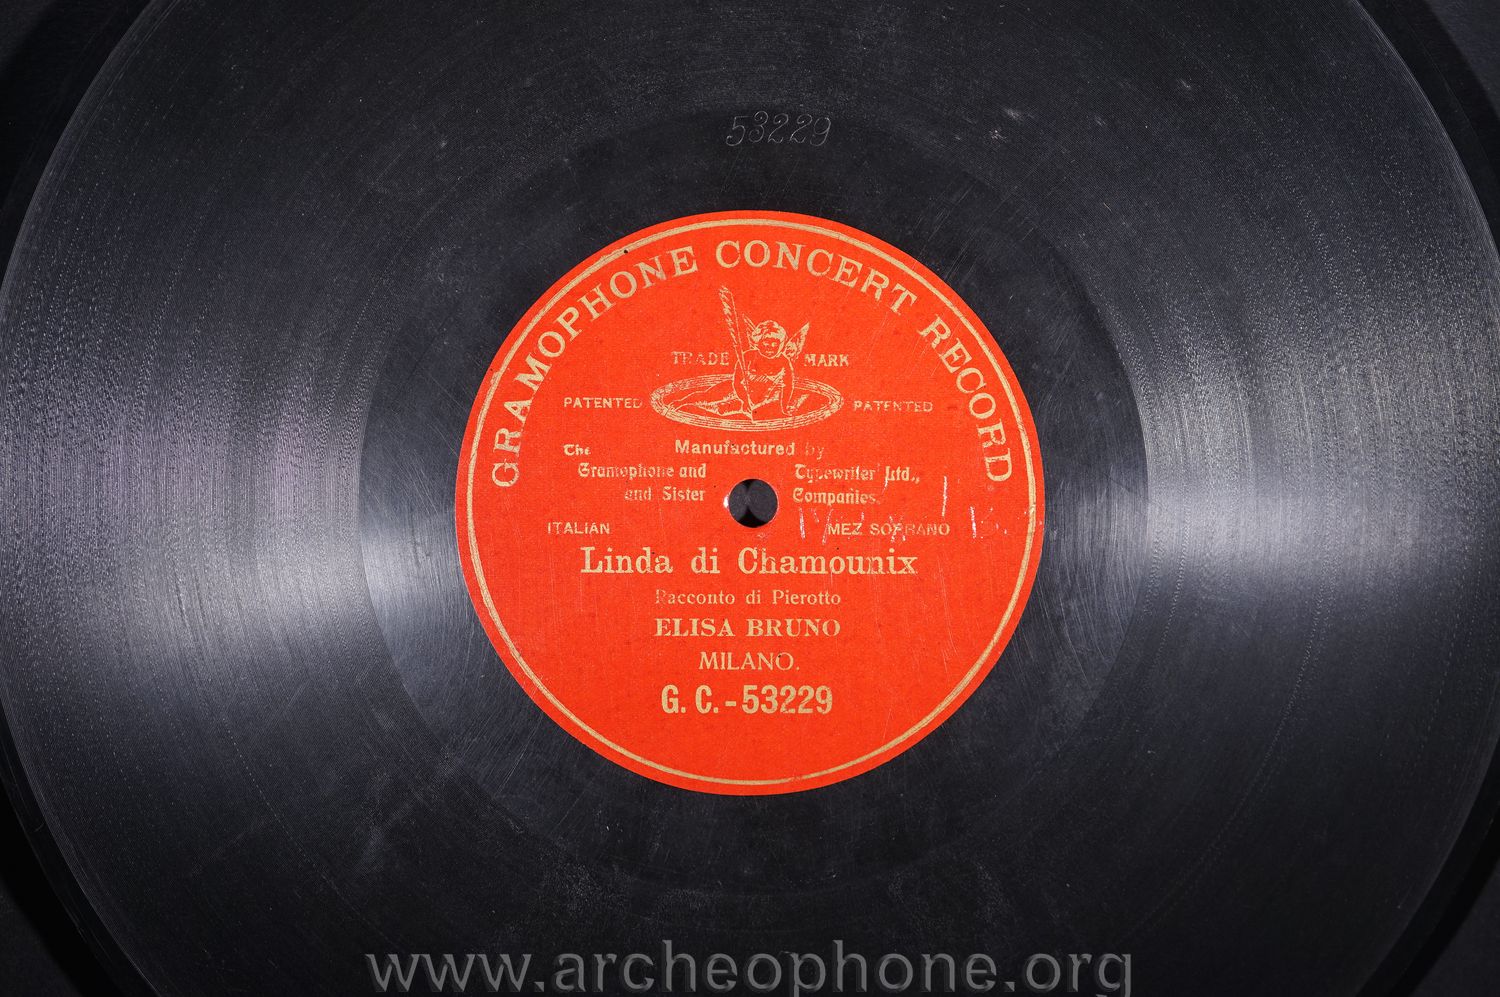 53229
GRAMOPHONE CONCERT RECORD
TRADE MARK
PATENTED PATENTED
Manufactured by
The Gramophone and Typewriter Ltd.,
and Sister Companies.
ITALIAN MEZ SOPRANO
Linda di Chamounix
Racconto di Pierotto
ELISA BRUNO
MILANO.
G. C.-53229
www.archeophone.org